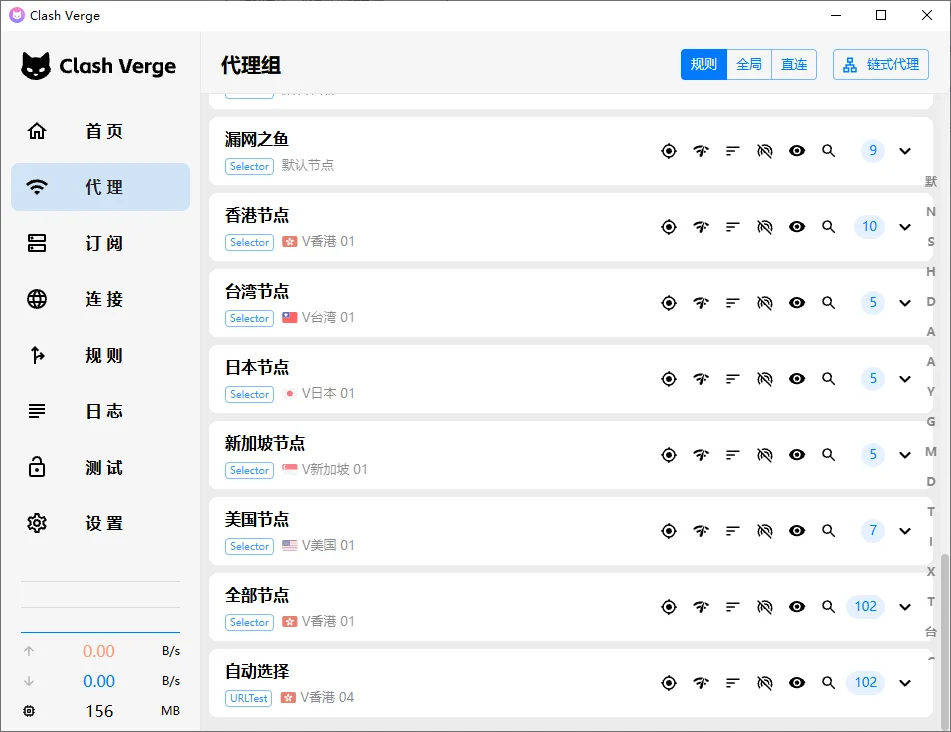 Clash Verge
Clash Verge
代理组
规则
全局
直连
链式代理
首页
代理
订阅
连接
规则
日志
测试
设置
0.00 B/s
0.00 B/s
156 MB
漏网之鱼
Selector 默认节点
9
香港节点
Selector V香港 01
10
台湾节点
Selector V台湾 01
5
日本节点
Selector V日本 01
5
新加坡节点
Selector V新加坡 01
5
美国节点
Selector V美国 01
7
全部节点
Selector V香港 01
102
自动选择
URLTest V香港 04
102
默
N
S
H
D
A
A
Y
G
M
D
T
I
X
T
台